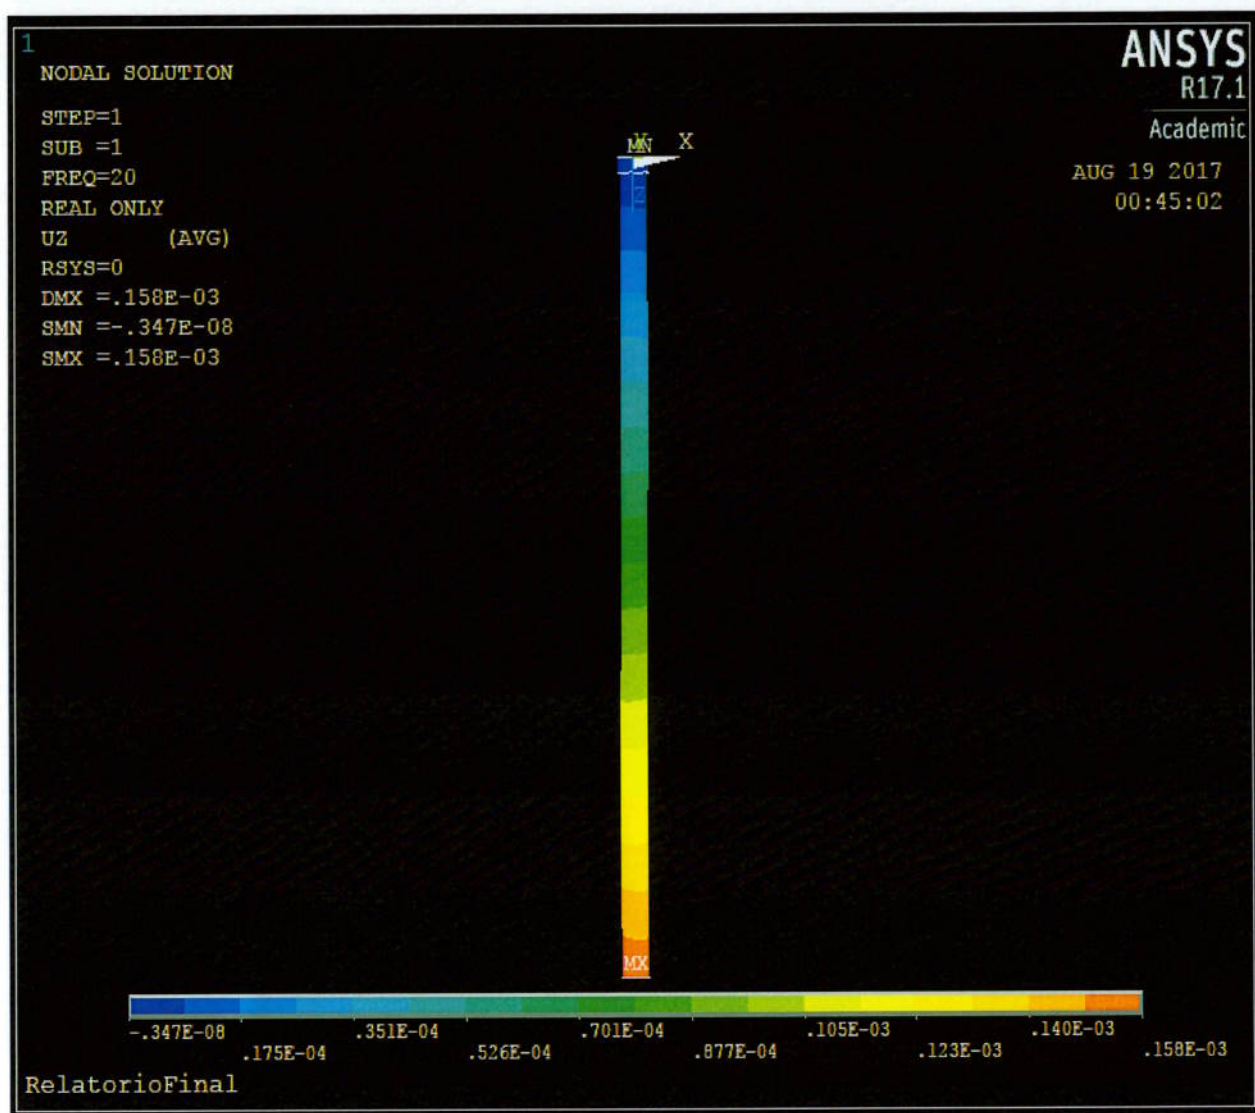 1
NODAL SOLUTION
STEP=1
SUB =1
FREQ=20
REAL ONLY
UZ (AVG)
RSYS=0
DMX =.158E-03
SMN =-.347E-08
SMX =.158E-03
ANSYS
R17.1
Academic
AUG 19 2017
00:45:02
MN X
MX
-.347E-08 .351E-04 .701E-04 .105E-03 .140E-03
.175E-04 .526E-04 .877E-04 .123E-03 .158E-03
RelatorioFinal